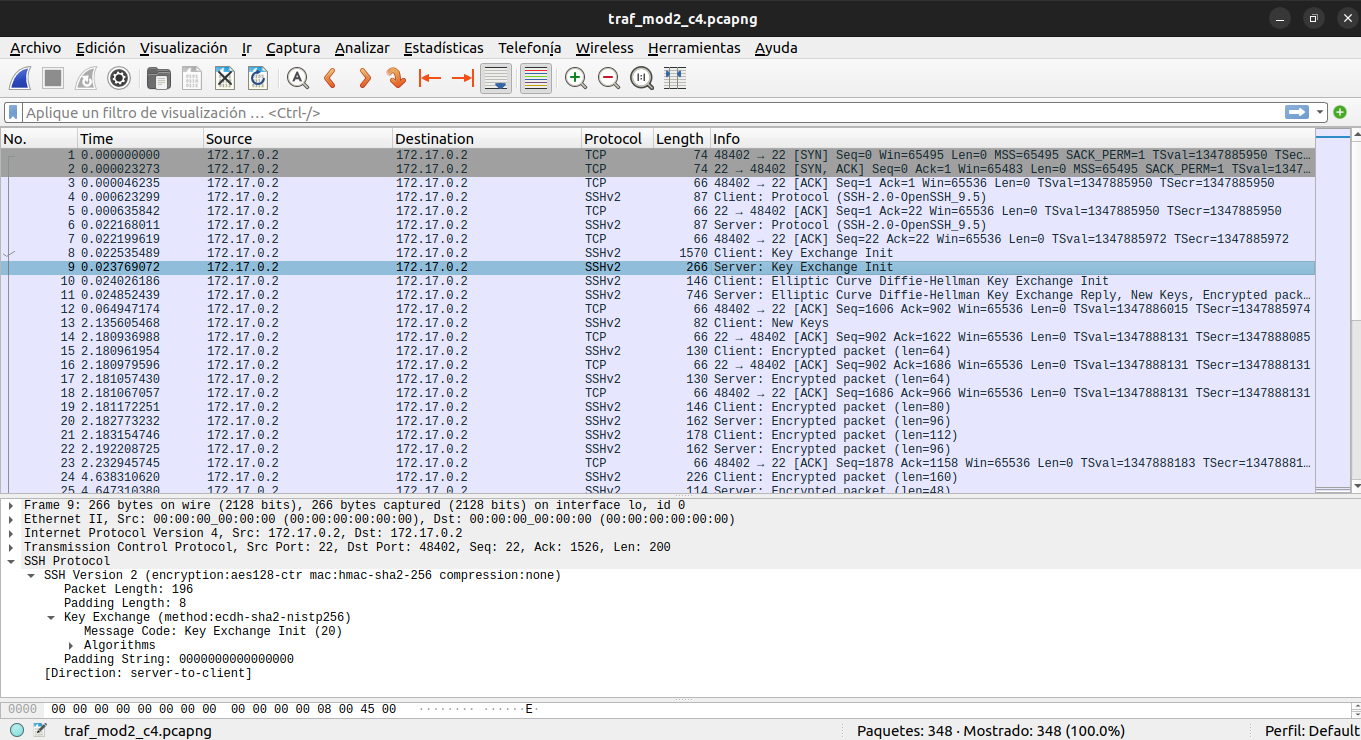 traf_mod2_c4.pcapng
Archivo Edición Visualización Ir Captura Analizar Estadísticas Telefonía Wireless Herramientas Ayuda
Aplique un filtro de visualización … <Ctrl-/>
No. Time Source Destination Protocol Length Info
1 0.000000000 172.17.0.2 172.17.0.2 TCP 74 48402 → 22 [SYN] Seq=0 Win=65495 Len=0 MSS=65495 SACK_PERM=1 TSval=1347885950 TSec…
2 0.000023273 172.17.0.2 172.17.0.2 TCP 74 22 → 48402 [SYN, ACK] Seq=0 Ack=1 Win=65483 Len=0 MSS=65495 SACK_PERM=1 TSval=1347…
3 0.000046235 172.17.0.2 172.17.0.2 TCP 66 48402 → 22 [ACK] Seq=1 Ack=1 Win=65536 Len=0 TSval=1347885950 TSecr=1347885950
4 0.000623299 172.17.0.2 172.17.0.2 SSHv2 87 Client: Protocol (SSH-2.0-OpenSSH_9.5)
5 0.000635842 172.17.0.2 172.17.0.2 TCP 66 22 → 48402 [ACK] Seq=1 Ack=22 Win=65536 Len=0 TSval=1347885950 TSecr=1347885950
6 0.022168011 172.17.0.2 172.17.0.2 SSHv2 87 Server: Protocol (SSH-2.0-OpenSSH_9.5)
7 0.022199619 172.17.0.2 172.17.0.2 TCP 66 48402 → 22 [ACK] Seq=22 Ack=22 Win=65536 Len=0 TSval=1347885972 TSecr=1347885972
8 0.022535489 172.17.0.2 172.17.0.2 SSHv2 1570 Client: Key Exchange Init
9 0.023769072 172.17.0.2 172.17.0.2 SSHv2 266 Server: Key Exchange Init
10 0.024026186 172.17.0.2 172.17.0.2 SSHv2 146 Client: Elliptic Curve Diffie-Hellman Key Exchange Init
11 0.024852439 172.17.0.2 172.17.0.2 SSHv2 746 Server: Elliptic Curve Diffie-Hellman Key Exchange Reply, New Keys, Encrypted pack…
12 0.064947174 172.17.0.2 172.17.0.2 TCP 66 48402 → 22 [ACK] Seq=1606 Ack=902 Win=65536 Len=0 TSval=1347886015 TSecr=1347885974
13 2.135605468 172.17.0.2 172.17.0.2 SSHv2 82 Client: New Keys
14 2.180936988 172.17.0.2 172.17.0.2 TCP 66 22 → 48402 [ACK] Seq=902 Ack=1622 Win=65536 Len=0 TSval=1347888131 TSecr=1347888085
15 2.180961954 172.17.0.2 172.17.0.2 SSHv2 130 Client: Encrypted packet (len=64)
16 2.180979596 172.17.0.2 172.17.0.2 TCP 66 22 → 48402 [ACK] Seq=902 Ack=1686 Win=65536 Len=0 TSval=1347888131 TSecr=1347888131
17 2.181057430 172.17.0.2 172.17.0.2 SSHv2 130 Server: Encrypted packet (len=64)
18 2.181067057 172.17.0.2 172.17.0.2 TCP 66 48402 → 22 [ACK] Seq=1686 Ack=966 Win=65536 Len=0 TSval=1347888131 TSecr=1347888131
19 2.181172251 172.17.0.2 172.17.0.2 SSHv2 146 Client: Encrypted packet (len=80)
20 2.182773232 172.17.0.2 172.17.0.2 SSHv2 162 Server: Encrypted packet (len=96)
21 2.183154746 172.17.0.2 172.17.0.2 SSHv2 178 Client: Encrypted packet (len=112)
22 2.192208725 172.17.0.2 172.17.0.2 SSHv2 162 Server: Encrypted packet (len=96)
23 2.232945745 172.17.0.2 172.17.0.2 TCP 66 48402 → 22 [ACK] Seq=1878 Ack=1158 Win=65536 Len=0 TSval=1347888183 TSecr=13478881…
24 4.638310620 172.17.0.2 172.17.0.2 SSHv2 226 Client: Encrypted packet (len=160)
25 4.647310380 172.17.0.2 172.17.0.2 SSHv2 114 Server: Encrypted packet (len=48)
Frame 9: 266 bytes on wire (2128 bits), 266 bytes captured (2128 bits) on interface lo, id 0
Ethernet II, Src: 00:00:00_00:00:00 (00:00:00:00:00:00), Dst: 00:00:00_00:00:00 (00:00:00:00:00:00)
Internet Protocol Version 4, Src: 172.17.0.2, Dst: 172.17.0.2
Transmission Control Protocol, Src Port: 22, Dst Port: 48402, Seq: 22, Ack: 1526, Len: 200
SSH Protocol
SSH Version 2 (encryption:aes128-ctr mac:hmac-sha2-256 compression:none)
Packet Length: 196
Padding Length: 8
Key Exchange (method:ecdh-sha2-nistp256)
Message Code: Key Exchange Init (20)
Algorithms
Padding String: 0000000000000000
[Direction: server-to-client]
0000 00 00 00 00 00 00 00 00 00 00 00 00 08 00 45 00 ········ ······E·
traf_mod2_c4.pcapng Paquetes: 348 · Mostrado: 348 (100.0%) Perfil: Default